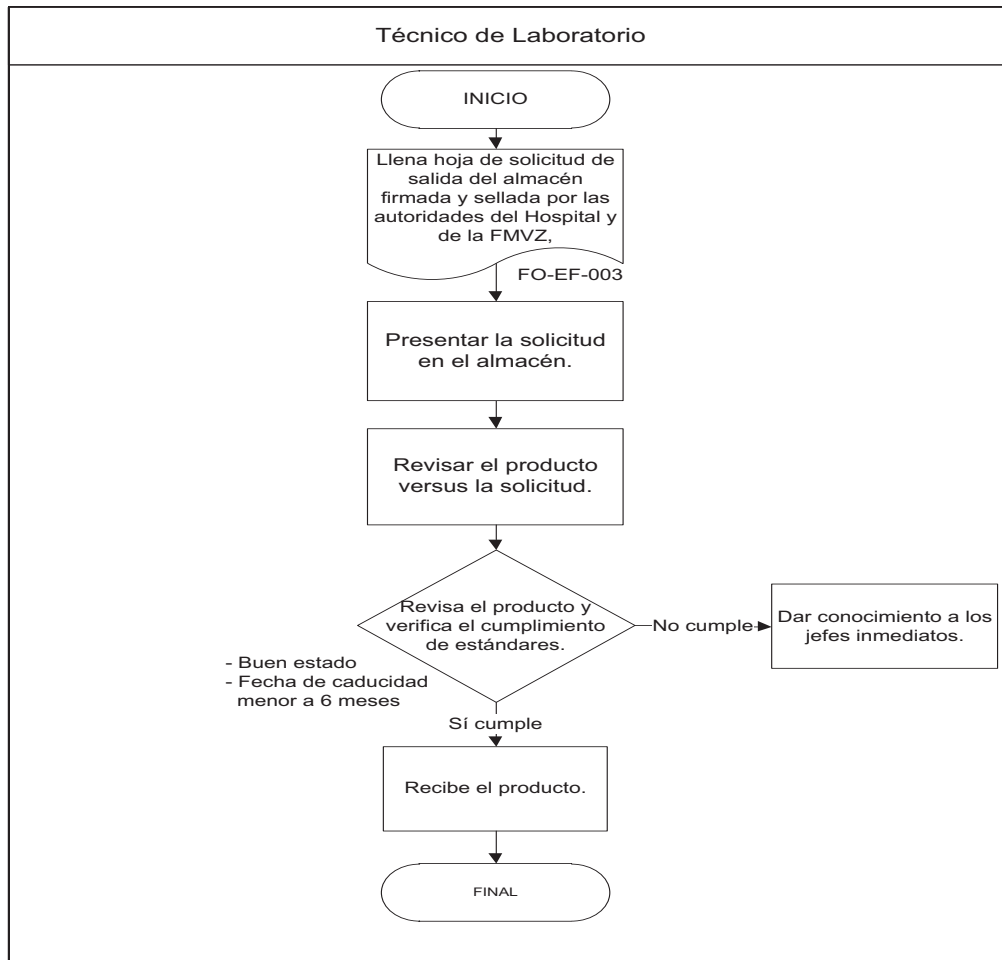 Técnico de Laboratorio
INICIO
Llena hoja de solicitud de
salida del almacén
firmada y sellada por las
autoridades del Hospital y
de la FMVZ,
FO-EF-003
Presentar la solicitud
en el almacén.
Revisar el producto
versus la solicitud.
Revisa el producto y
verifica el cumplimiento
de estándares.
No cumple
Dar conocimiento a los
jefes inmediatos.
- Buen estado
- Fecha de caducidad
menor a 6 meses
Sí cumple
Recibe el producto.
FINAL